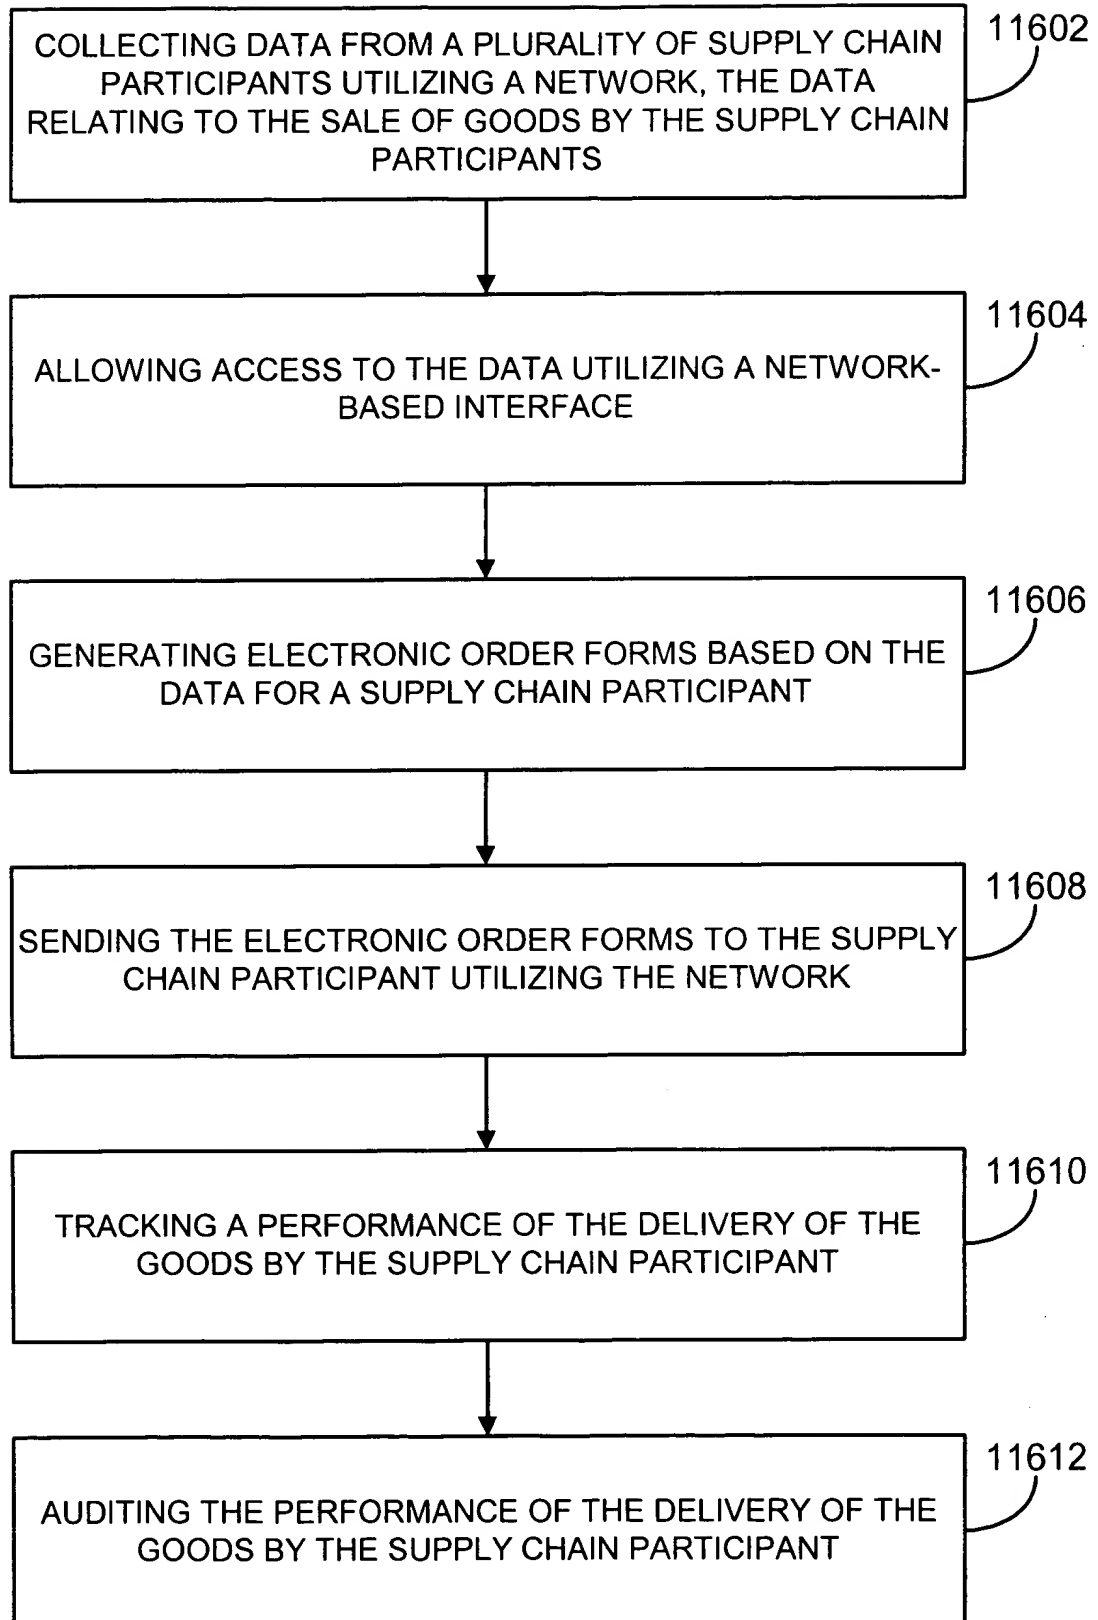 COLLECTING DATA FROM A PLURALITY OF SUPPLY CHAIN
PARTICIPANTS UTILIZING A NETWORK, THE DATA
RELATING TO THE SALE OF GOODS BY THE SUPPLY CHAIN
PARTICIPANTS
11602
ALLOWING ACCESS TO THE DATA UTILIZING A NETWORK-
BASED INTERFACE
11604
GENERATING ELECTRONIC ORDER FORMS BASED ON THE
DATA FOR A SUPPLY CHAIN PARTICIPANT
11606
SENDING THE ELECTRONIC ORDER FORMS TO THE SUPPLY
CHAIN PARTICIPANT UTILIZING THE NETWORK
11608
TRACKING A PERFORMANCE OF THE DELIVERY OF THE
GOODS BY THE SUPPLY CHAIN PARTICIPANT
11610
AUDITING THE PERFORMANCE OF THE DELIVERY OF THE
GOODS BY THE SUPPLY CHAIN PARTICIPANT
11612